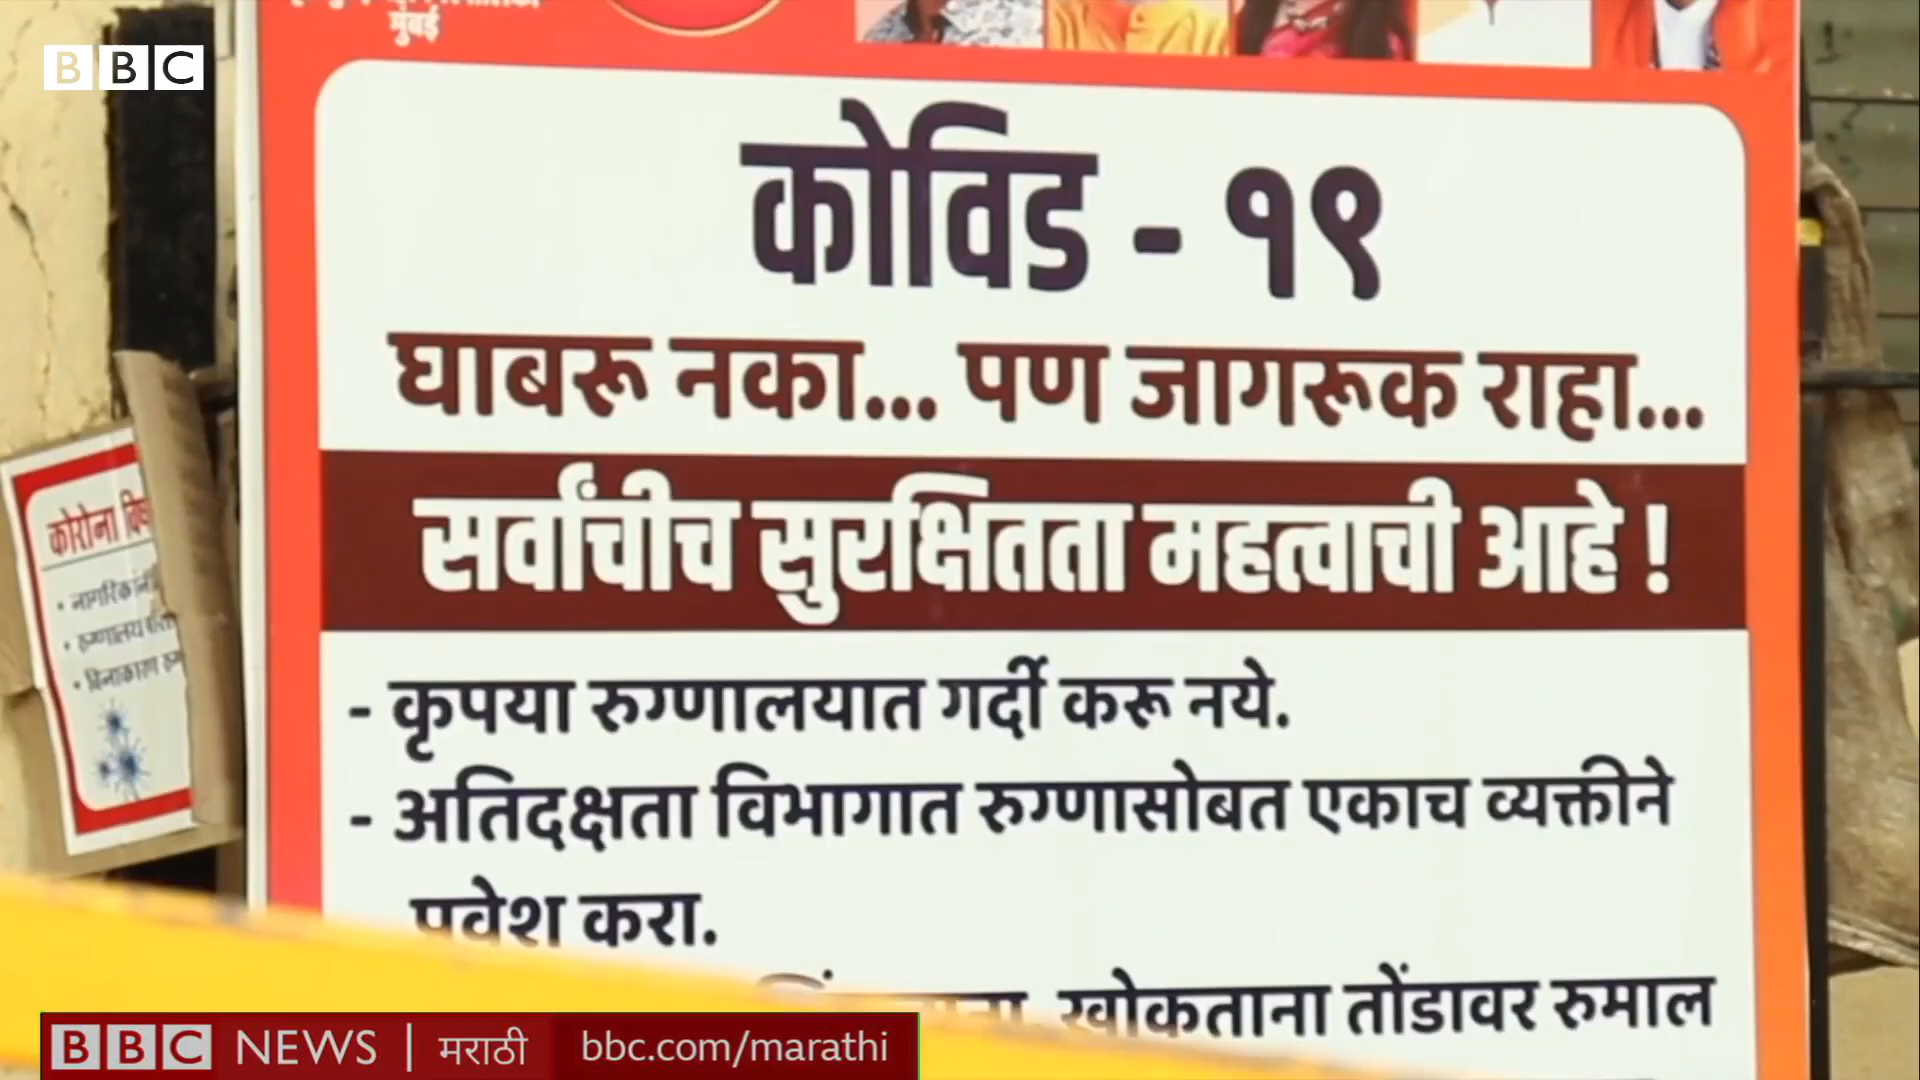 BBC
मुंबई
कोविड - १९
घाबरू नका... पण जागरूक राहा...
सर्वांचीच सुरक्षितता महत्वाची आहे !
- कृपया रुग्णालयात गर्दी करू नये.
- अतिदक्षता विभागात रुग्णासोबत एकाच व्यक्तीने
प्रवेश करा.
खोकताना तोंडावर रुमाल
कोरोना
BBC NEWS | मराठी bbc.com/marathi